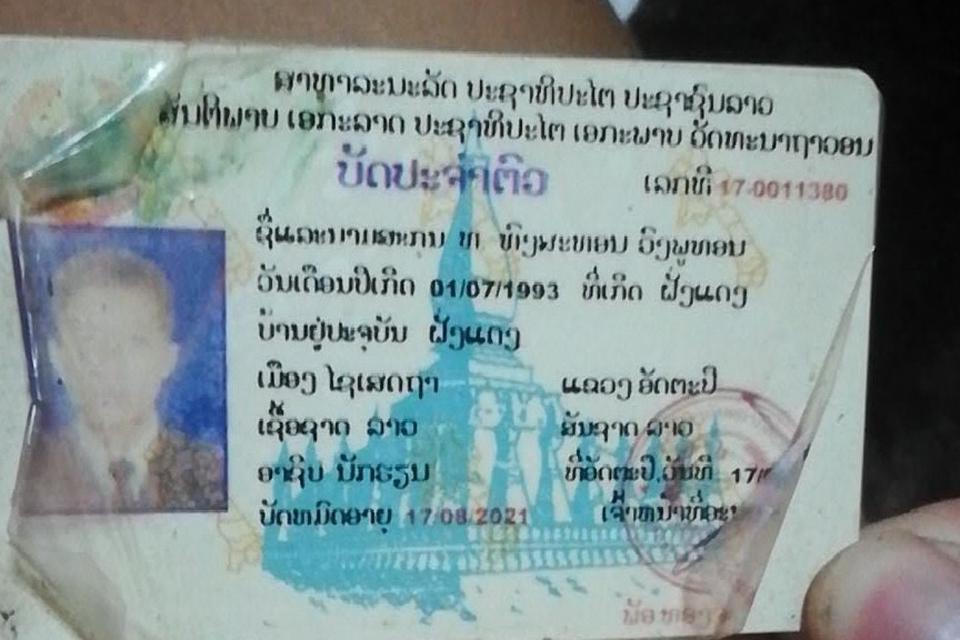 ສາທາລະນະລັດ ປະຊາທິປະໄຕ ປະຊາຊົນລາວ
ສັນຕິພາບ ເອກະລາດ ປະຊາທິປະໄຕ ເອກະພາບ ວັດທະນາຖາວອນ
ບັດປະຈຳຕົວ
ເລກທີ 17-0011380
ຊື່ແລະນາມສະກຸນ ທ ທົງພະທອນ ວົງພູທອນ
ວັນເດືອນປີເກີດ 01/07/1993 ທີ່ເກີດ ຝັ່ງແດງ
ບ້ານຢູ່ປະຈຸບັນ ຝັ່ງແດງ
ເມືອງ ໄຊເສດຖາ ແຂວງ ອັດຕະປື
ເຊື້ອຊາດ ລາວ ສັນຊາດ ລາວ
ອາຊີບ ນັກຮຽນ ທີ່ອັດຕະປື, ວັນທີ 17/
ບັດຫມົດອາຍຸ 17/08/2021 ເຈົ້າຫນ້າທີ່